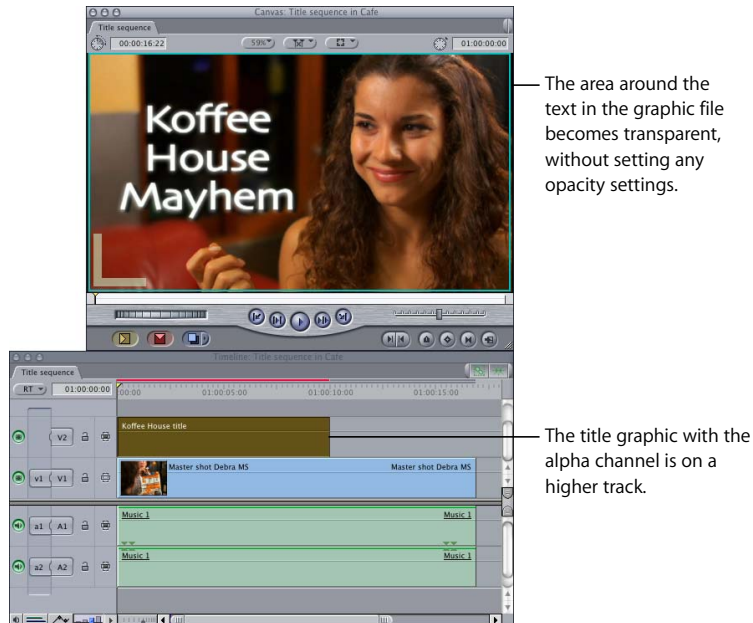 Canvas: Title sequence in Cafe
Title sequence
00:00:16:22
59%
01:00:00:00
Koffee
House
Mayhem
The area around the
text in the graphic file
becomes transparent,
without setting any
opacity settings.
Timeline: Title sequence in Cafe
Title sequence
RT
01:00:00:00
00:00
01:00:05:00
01:00:10:00
01:00:15:00
V2
Koffee House title
The title graphic with the
alpha channel is on a
higher track.
v1
V1
Master shot Debra MS
Master shot Debra MS
a1
A1
Music 1
Music 1
a2
A2
Music 1
Music 1